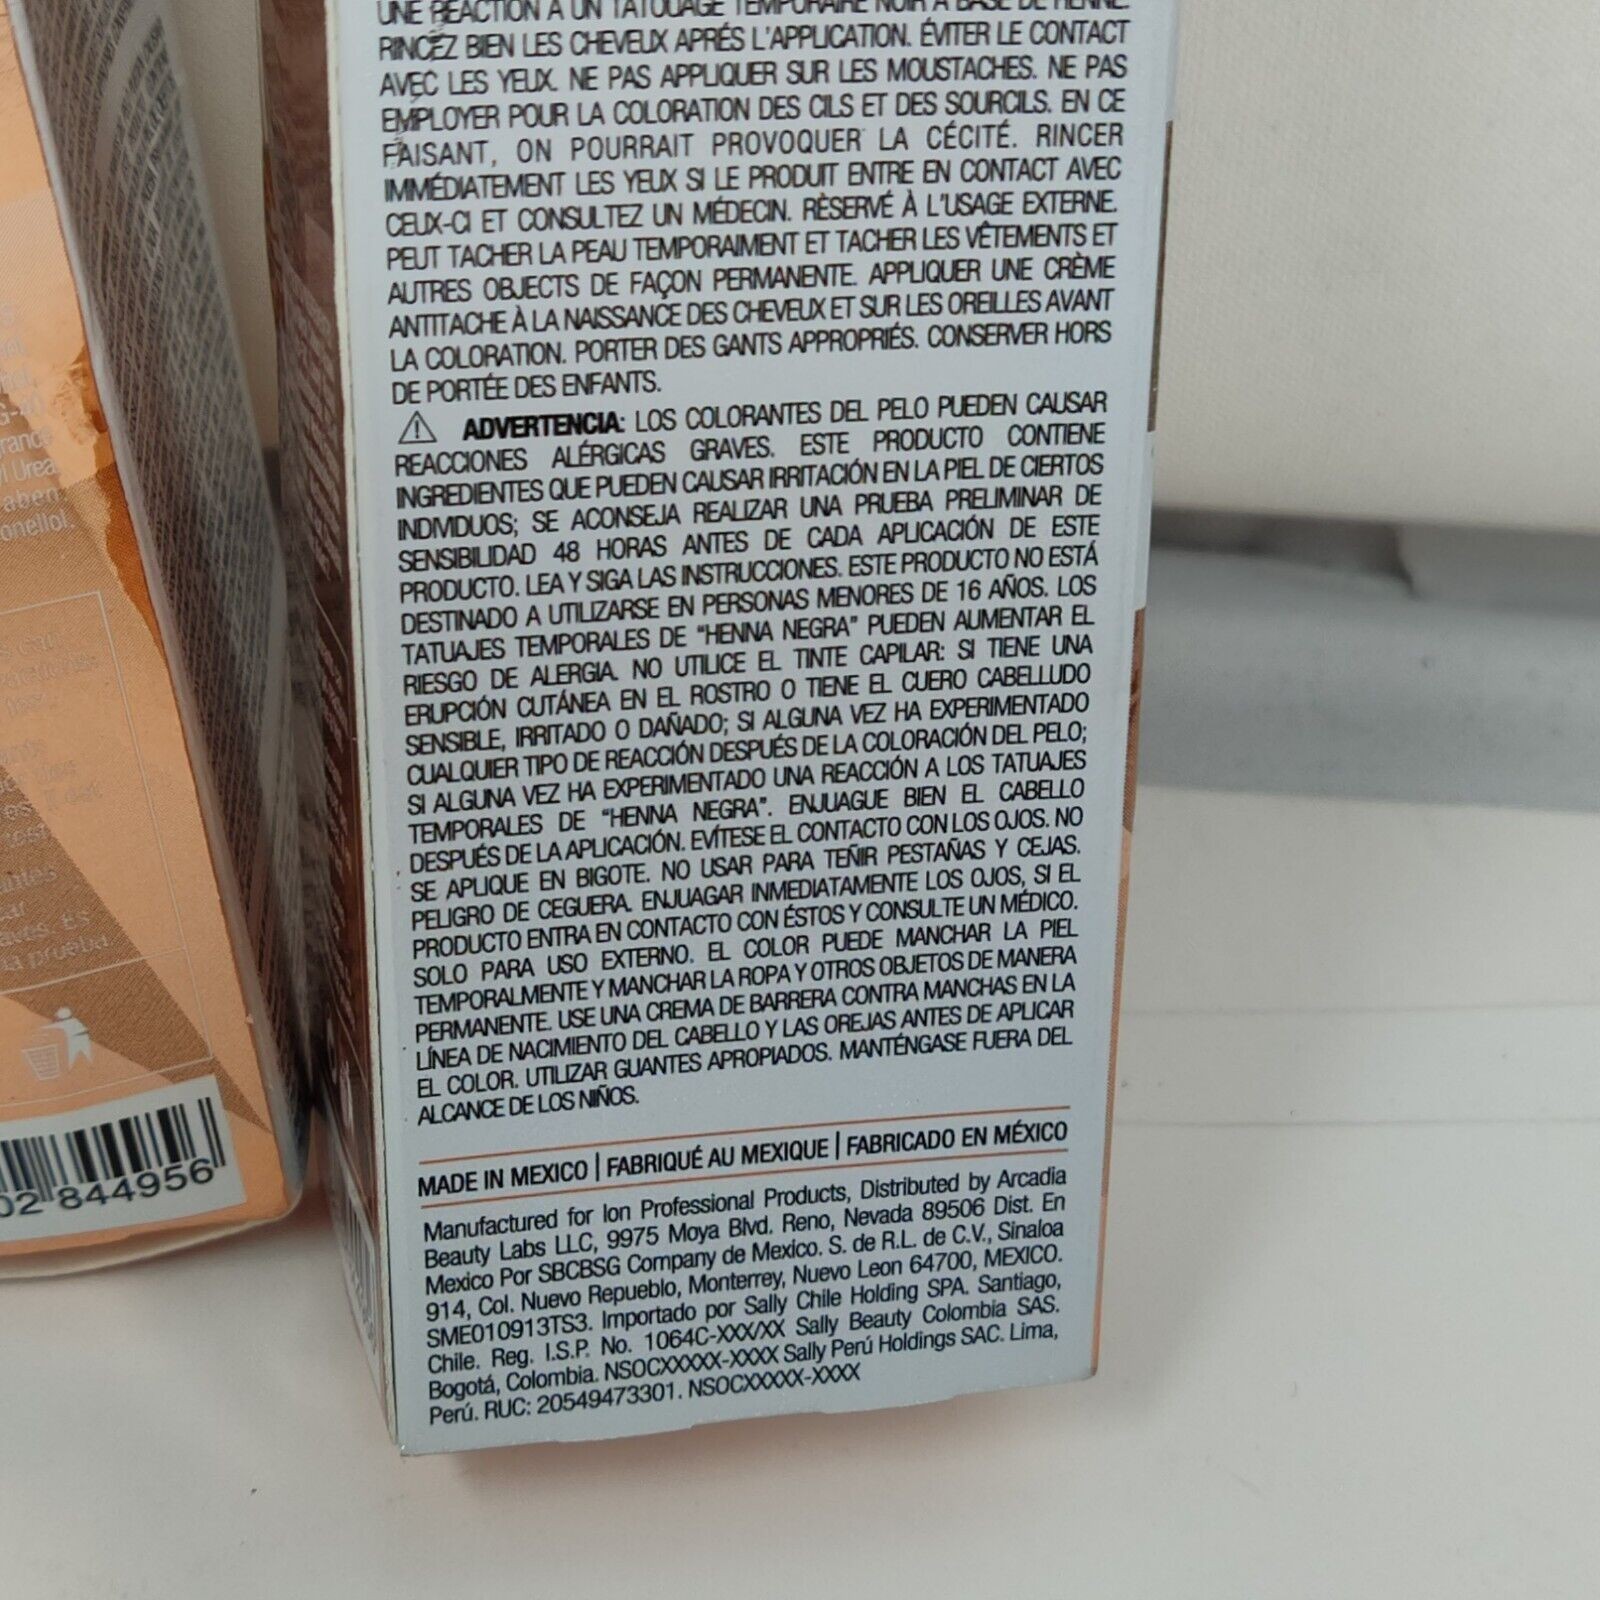 UNE RÉACTION À UN TATOUAGE TEMPORAIRE NOIR À BASE DE HENNÉ.
RINCEZ BIEN LES CHEVEUX APRÉS L'APPLICATION. ÉVITER LE CONTACT
AVEC LES YEUX. NE PAS APPLIQUER SUR LES MOUSTACHES. NE PAS
EMPLOYER POUR LA COLORATION DES CILS ET DES SOURCILS. EN CE
FAISANT, ON POURRAIT PROVOQUER LA CÉCITÉ. RINCER
IMMÉDIATEMENT LES YEUX SI LE PRODUIT ENTRE EN CONTACT AVEC
CEUX-CI ET CONSULTEZ UN MÉDECIN. RÈSERVÉ À L'USAGE EXTERNE.
PEUT TACHER LA PEAU TEMPORAIMENT ET TACHER LES VÊTEMENTS ET
AUTRES OBJECTS DE FAÇON PERMANENTE. APPLIQUER UNE CRÈME
ANTITACHE À LA NAISSANCE DES CHEVEUX ET SUR LES OREILLES AVANT
LA COLORATION. PORTER DES GANTS APPROPRIÉS. CONSERVER HORS
DE PORTÉE DES ENFANTS.
⚠ ADVERTENCIA: LOS COLORANTES DEL PELO PUEDEN CAUSAR
REACCIONES ALÉRGICAS GRAVES. ESTE PRODUCTO CONTIENE
INGREDIENTES QUE PUEDEN CAUSAR IRRITACIÓN EN LA PIEL DE CIERTOS
INDIVIDUOS; SE ACONSEJA REALIZAR UNA PRUEBA PRELIMINAR DE
SENSIBILIDAD 48 HORAS ANTES DE CADA APLICACIÓN DE ESTE
PRODUCTO. LEA Y SIGA LAS INSTRUCCIONES. ESTE PRODUCTO NO ESTÁ
DESTINADO A UTILIZARSE EN PERSONAS MENORES DE 16 AÑOS. LOS
TATUAJES TEMPORALES DE "HENNA NEGRA" PUEDEN AUMENTAR EL
RIESGO DE ALERGIA. NO UTILICE EL TINTE CAPILAR: SI TIENE UNA
ERUPCIÓN CUTÁNEA EN EL ROSTRO O TIENE EL CUERO CABELLUDO
SENSIBLE, IRRITADO O DAÑADO; SI ALGUNA VEZ HA EXPERIMENTADO
CUALQUIER TIPO DE REACCIÓN DESPUÉS DE LA COLORACIÓN DEL PELO;
SI ALGUNA VEZ HA EXPERIMENTADO UNA REACCIÓN A LOS TATUAJES
TEMPORALES DE "HENNA NEGRA". ENJUAGUE BIEN EL CABELLO
DESPUÉS DE LA APLICACIÓN. EVÍTESE EL CONTACTO CON LOS OJOS. NO
SE APLIQUE EN BIGOTE. NO USAR PARA TEÑIR PESTAÑAS Y CEJAS.
PELIGRO DE CEGUERA. ENJUAGAR INMEDIATAMENTE LOS OJOS, SI EL
PRODUCTO ENTRA EN CONTACTO CON ÉSTOS Y CONSULTE UN MÉDICO.
SOLO PARA USO EXTERNO. EL COLOR PUEDE MANCHAR LA PIEL
TEMPORALMENTE Y MANCHAR LA ROPA Y OTROS OBJETOS DE MANERA
PERMANENTE. USE UNA CREMA DE BARRERA CONTRA MANCHAS EN LA
LÍNEA DE NACIMIENTO DEL CABELLO Y LAS OREJAS ANTES DE APLICAR
EL COLOR. UTILIZAR GUANTES APROPIADOS. MANTÉNGASE FUERA DEL
ALCANCE DE LOS NIÑOS.
MADE IN MEXICO | FABRIQUÉ AU MEXIQUE | FABRICADO EN MÉXICO
Manufactured for Ion Professional Products, Distributed by Arcadia
Beauty Labs LLC, 9975 Moya Blvd. Reno, Nevada 89506 Dist. En
Mexico Por SBCBSG Company de Mexico. S. de R.L. de C.V., Sinaloa
914, Col. Nuevo Repueblo, Monterrey, Nuevo Leon 64700, MEXICO.
SME010913TS3. Importado por Sally Chile Holding SPA. Santiago,
Chile. Reg. I.S.P. No. 1064C-XXX/XX Sally Beauty Colombia SAS.
Bogotá, Colombia. NSOCXXXXX-XXXX Sally Perú Holdings SAC. Lima,
Perú. RUC: 20549473301. NSOCXXXXX-XXXX
G-40
Urea
prueba
02 844956